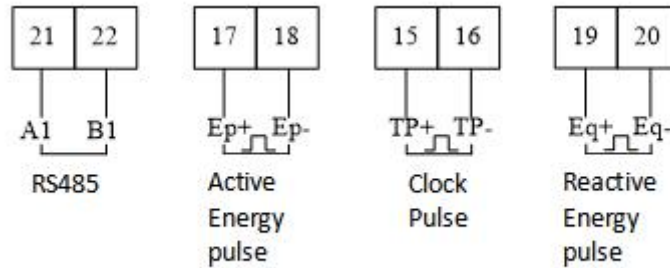 21 22 17 18 15 16 19 20
A1 B1 Ep+ Ep- TP+ TP- Eq+ Eq-
RS485 Active Clock Reactive
Energy Pulse Energy
pulse pulse